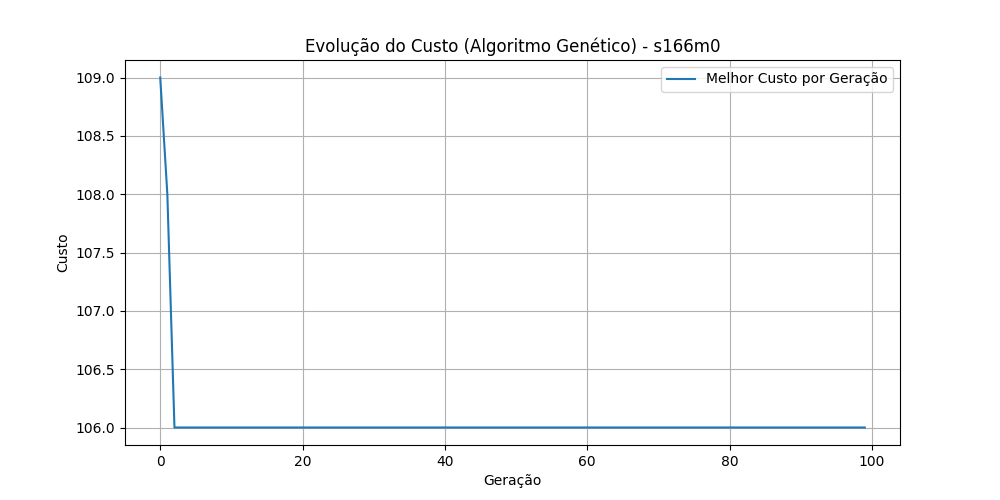 Evolução do Custo (Algoritmo Genético) - s166m0
Melhor Custo por Geração
109.0
108.5
108.0
107.5
107.0
106.5
106.0
Custo
0 20 40 60 80 100
Geração